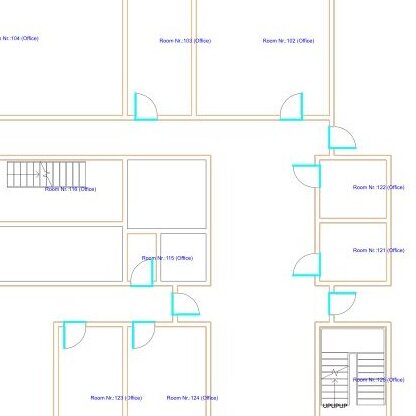 Nr.:104 (Office)
Room Nr.:103 (Office)
Room Nr.:102 (Office)
Room Nr.:116 (Office)
Room Nr.:122 (Office)
Room Nr.:121 (Office)
Room Nr.:115 (Office)
Room Nr.:120 (Office)
Room Nr.:123 (Office)
Room Nr.:124 (Office)
UPUPUP